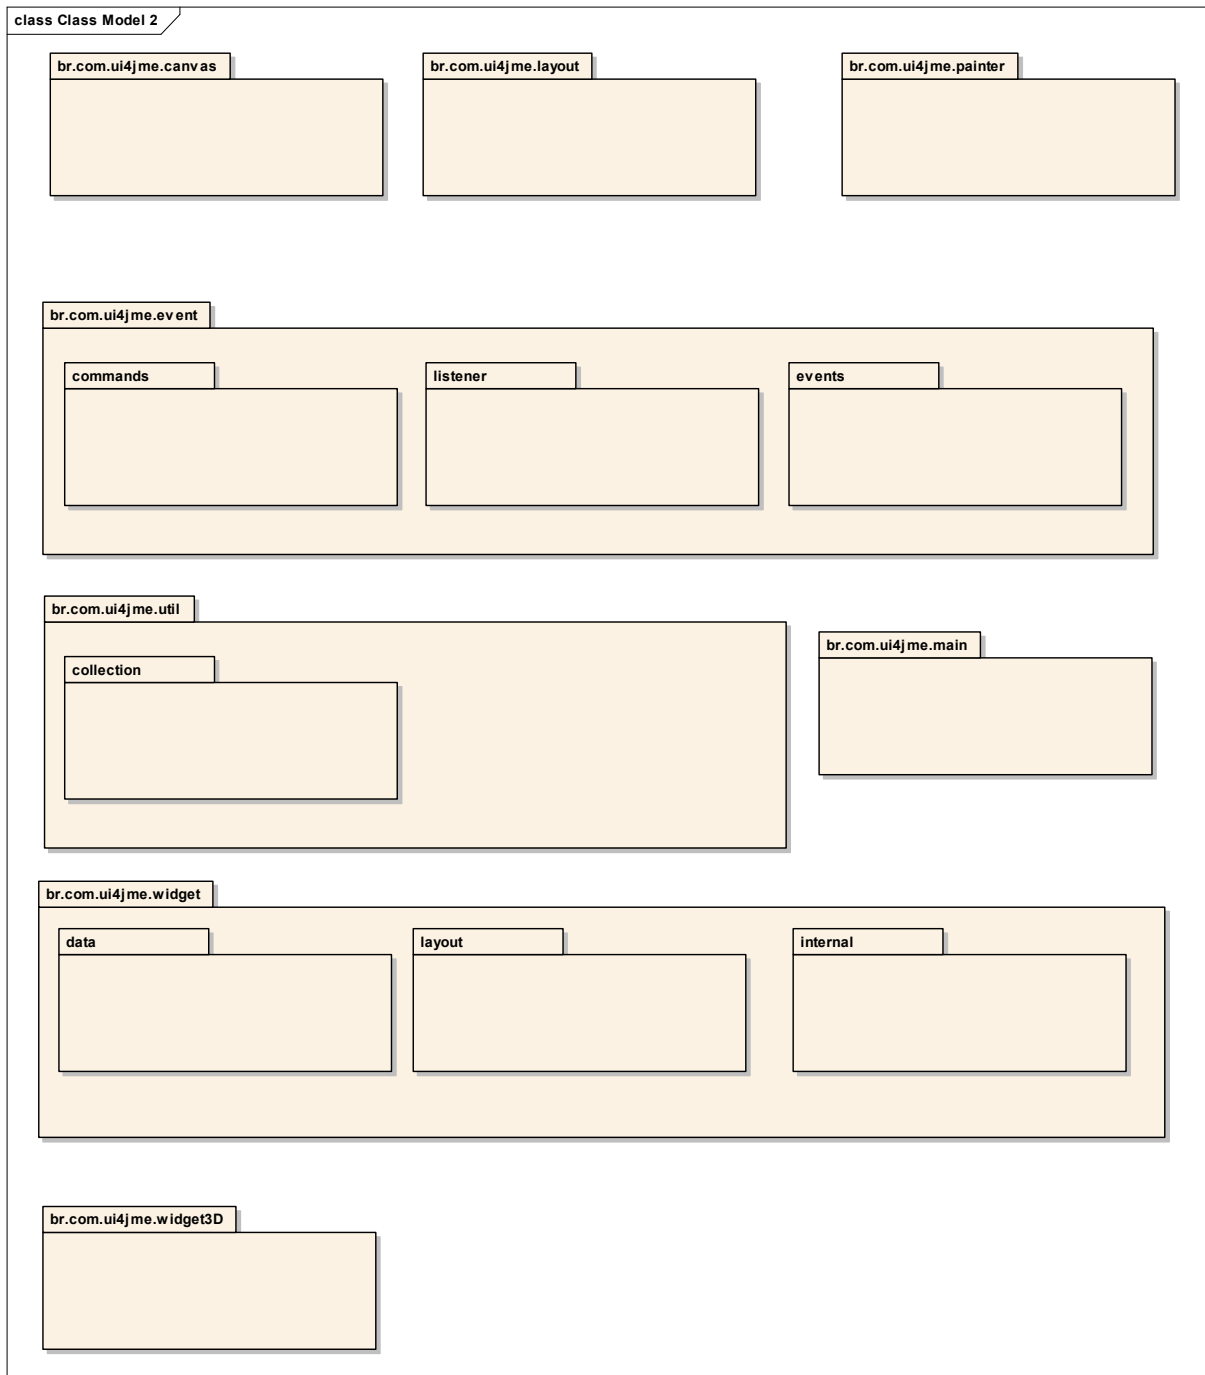 class Class Model 2
br.com.ui4jme.canvas
br.com.ui4jme.layout
br.com.ui4jme.painter
br.com.ui4jme.event
commands
listener
events
br.com.ui4jme.util
collection
br.com.ui4jme.main
br.com.ui4jme.widget
data
layout
internal
br.com.ui4jme.widget3D